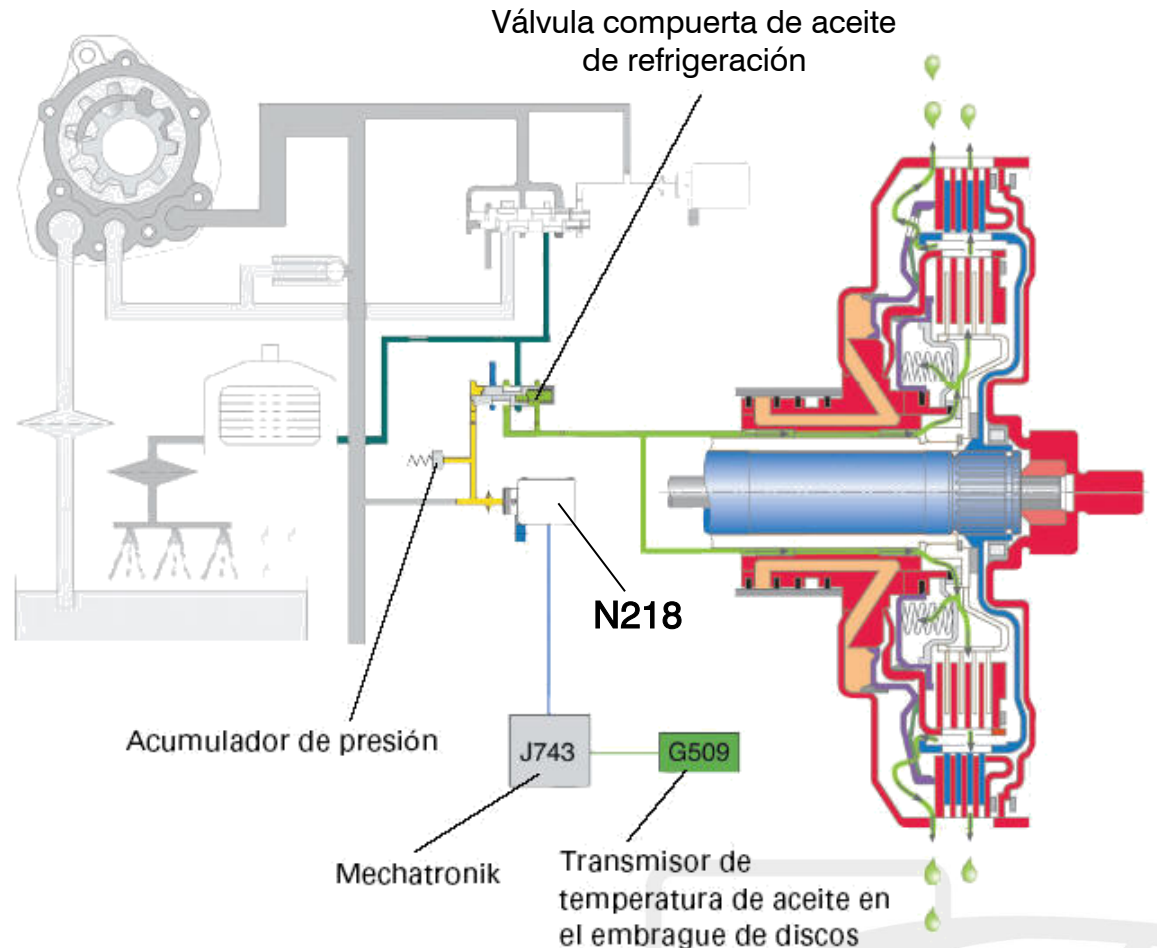 Válvula compuerta de aceite
de refrigeración
N218
Acumulador de presión
J743
G509
Mechatronik
Transmisor de
temperatura de aceite en
el embrague de discos